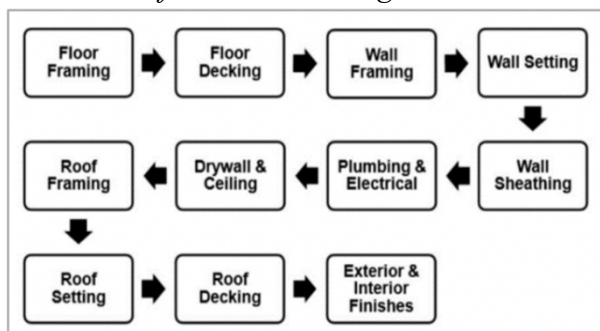 Floor
Framing
Floor
Decking
Wall
Framing
Wall Setting
Wall
Sheathing
Plumbing &
Electrical
Drywall &
Ceiling
Roof
Framing
Roof
Setting
Roof
Decking
Exterior &
Interior
Finishes